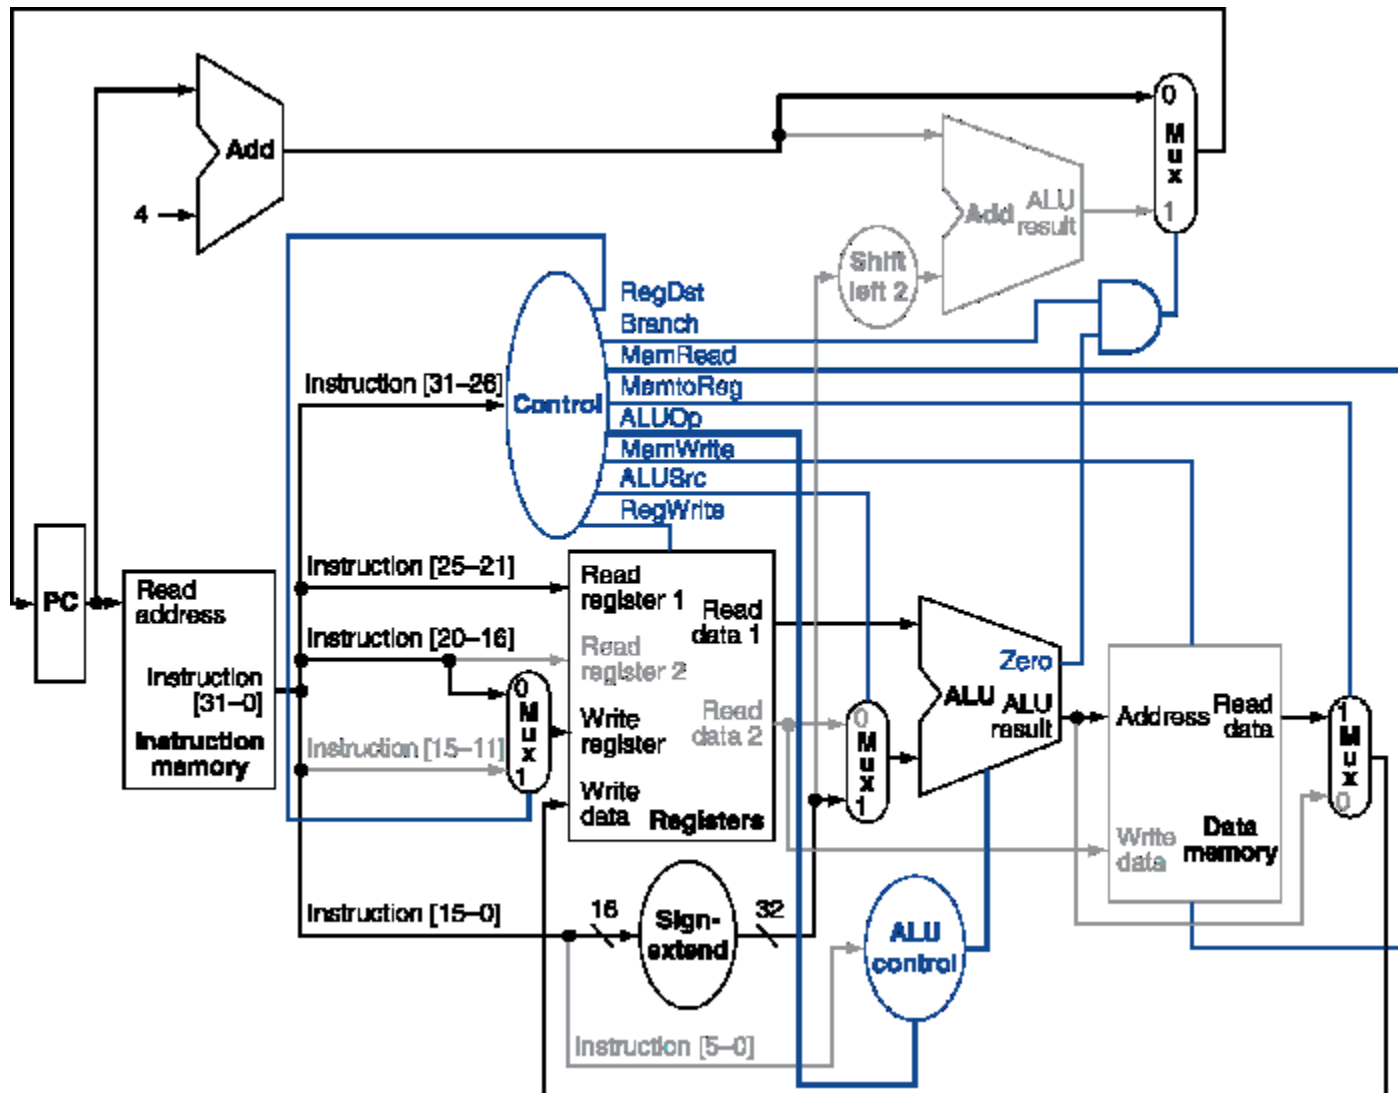 0
M
u
x
1
Add
ALU
Add result
4
Shift
left 2
RegDst
Branch
MemRead
Instruction [31–26]
MemtoReg
Control
ALUOp
MemWrite
ALUSrc
RegWrite
Instruction [25–21]
PC
Read
address
Read
register 1
Read
data 1
Instruction [20–16]
Read
register 2
Zero
Instruction
[31–0]
0
M
u
x
1
Write
register
Read
data 2
0
M
u
x
1
ALU
ALU
result
Address
Read
data
1
M
u
x
0
Instruction
memory
Instruction [15–11]
Write
data
Registers
Write
data
Data
memory
Instruction [15–0]
16
Sign-
extend
32
ALU
control
Instruction [5–0]